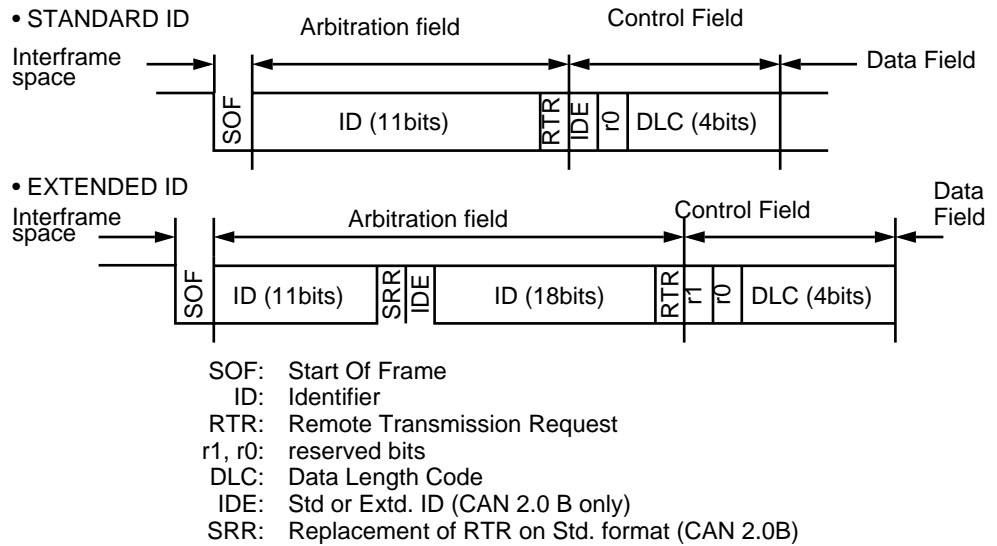 • STANDARD ID
Arbitration field
Control Field
Interframe
space
Data Field
SOF
ID (11bits)
RTR
IDE
r0
DLC (4bits)
• EXTENDED ID
Interframe
space
Arbitration field
Control Field
Data
Field
SOF
ID (11bits)
SRR
IDE
ID (18bits)
RTR
r1
r0
DLC (4bits)
SOF: Start Of Frame
ID: Identifier
RTR: Remote Transmission Request
r1, r0: reserved bits
DLC: Data Length Code
IDE: Std or Extd. ID (CAN 2.0 B only)
SRR: Replacement of RTR on Std. format (CAN 2.0B)